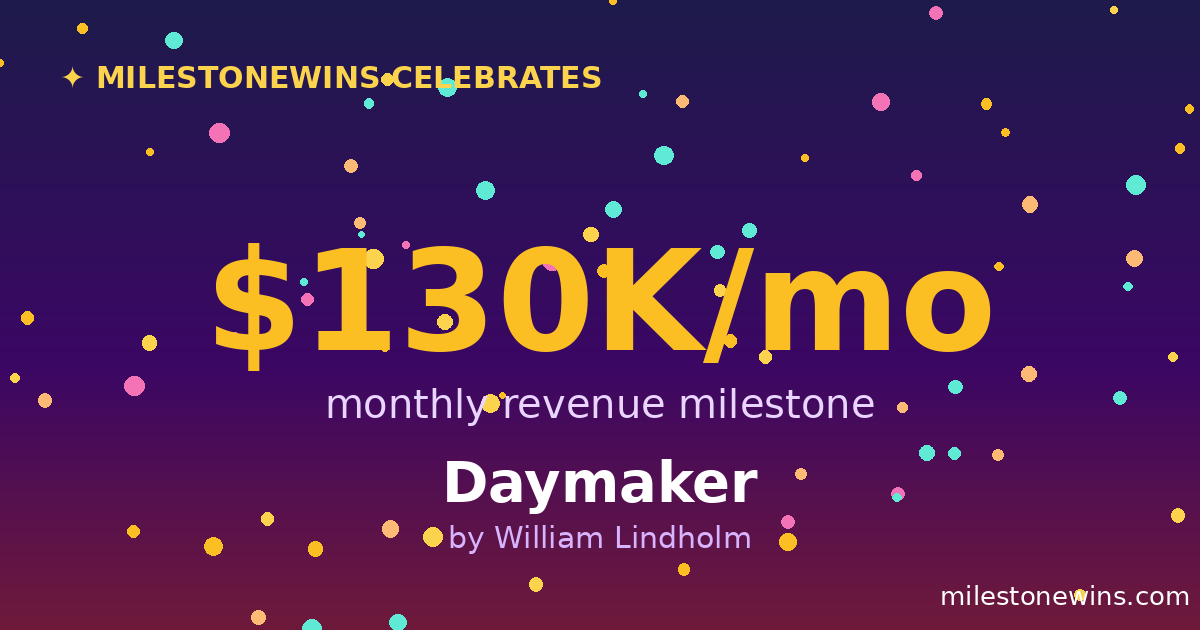 ✦ MILESTONEWINS CELEBRATES
$130K/mo
monthly revenue milestone
Daymaker
by William Lindholm
milestonewins.com